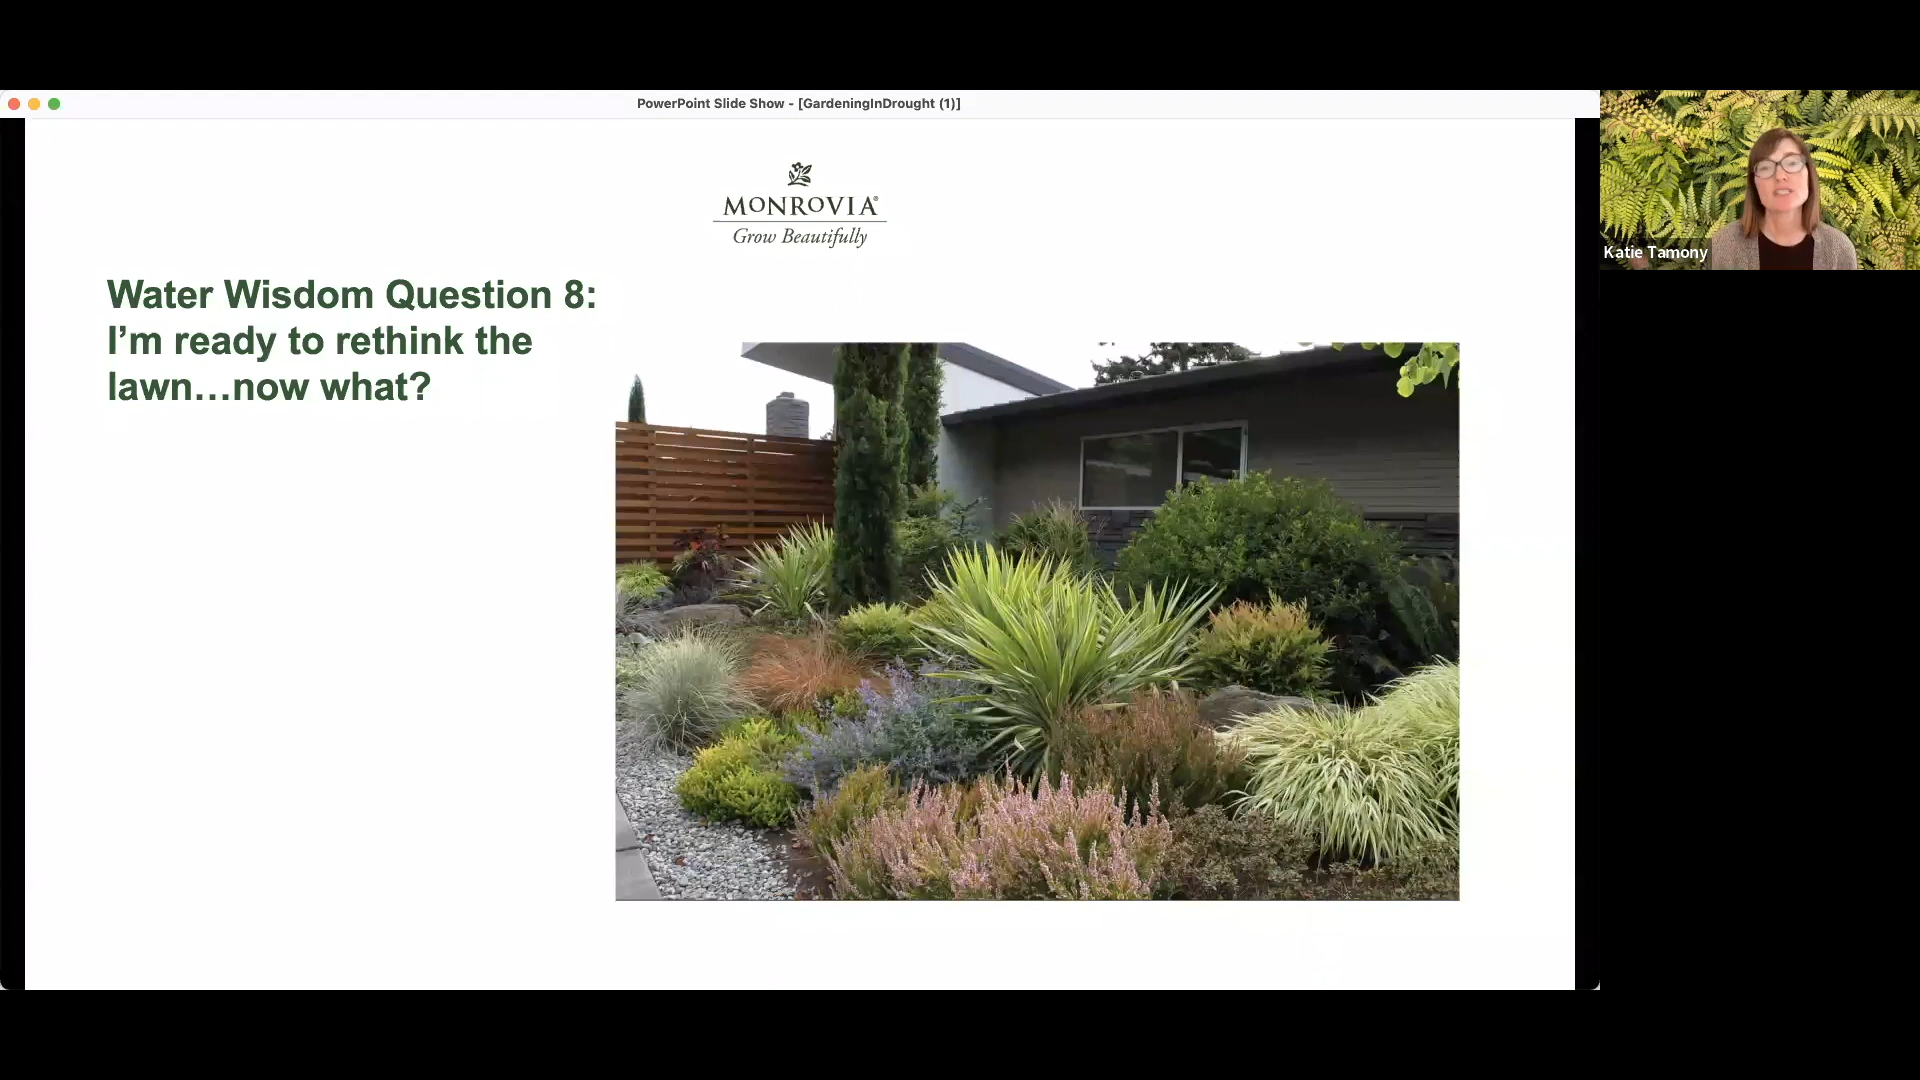 PowerPoint Slide Show - [GardeningInDrought (1)]
MONROVIA®
Grow Beautifully
Katie Tamony
Water Wisdom Question 8:
I’m ready to rethink the
lawn…now what?